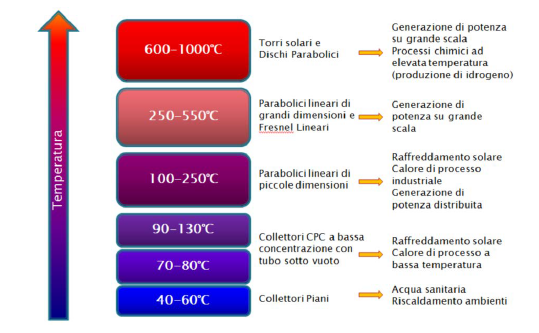 Temperatura
600-1000°C
Torri solari e
Dischi Parabolici
Generazione di potenza
su grande scala
Processi chimici ad
elevata temperatura
(produzione di idrogeno)
250-550°C
Parabolici lineari di
grandi dimensioni e
Fresnel Lineari
Generazione di
potenza su grande
scala
100-250°C
Parabolici lineari di
piccole dimensioni
Raffreddamento solare
Calore di processo
industriale
Generazione di
potenza distribuita
90-130°C
70-80°C
Collettori CPC a bassa
concentrazione con
tubo sotto vuoto
Raffreddamento solare
Calore di processo a
bassa temperatura
40-60°C
Collettori Piani
Acqua sanitaria
Riscaldamento ambienti